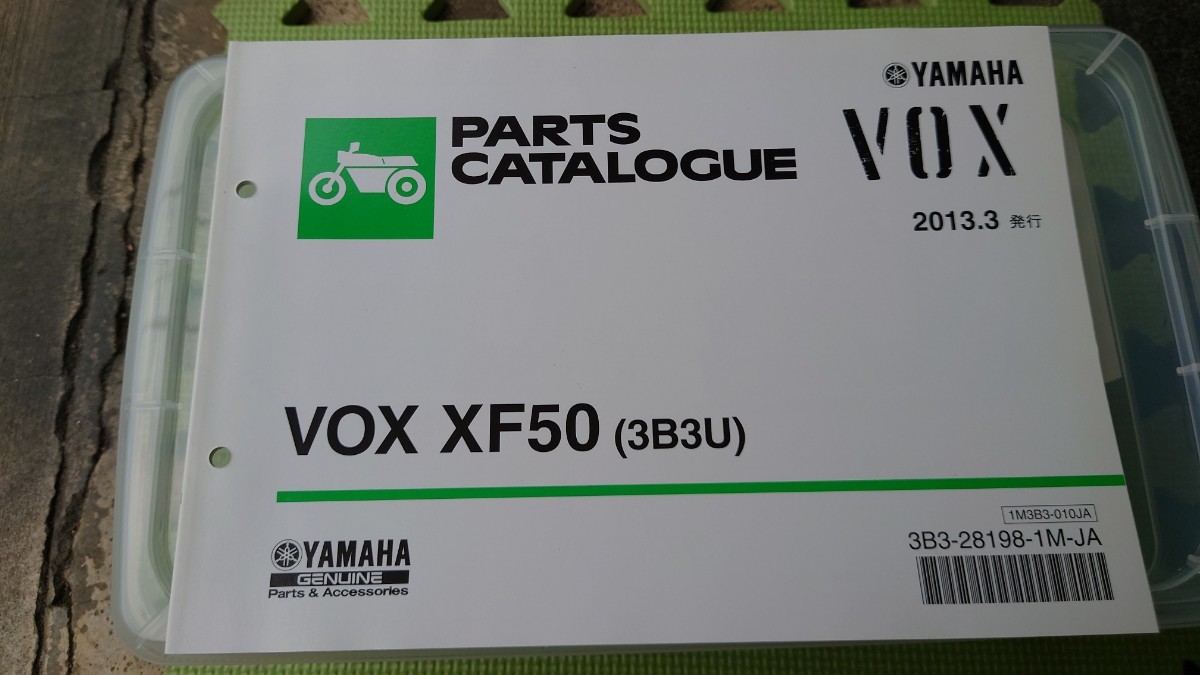 YAMAHA
VOX
PARTS
CATALOGUE
2013.3 発行
VOX XF50 (3B3U)
1M3B3-010JA
3B3-28198-1M-JA
YAMAHA
GENUINE
Parts & Accessories